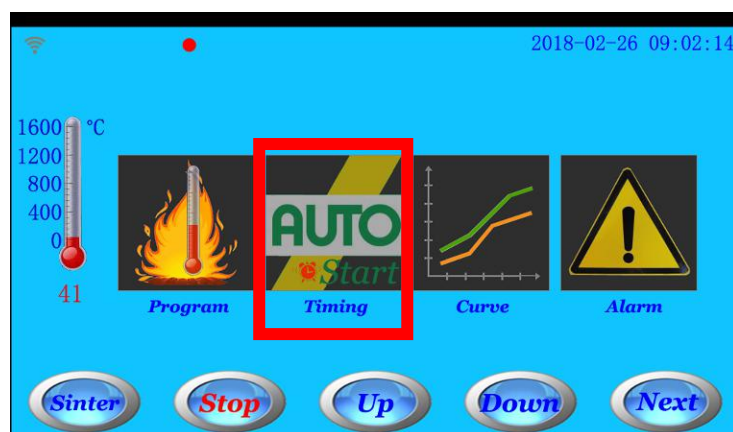 2018-02-26 09:02:14
1600 ℃
1200
800
400
0
41
AUTO
Start
Program
Timing
Curve
Alarm
Sinter
Stop
Up
Down
Next